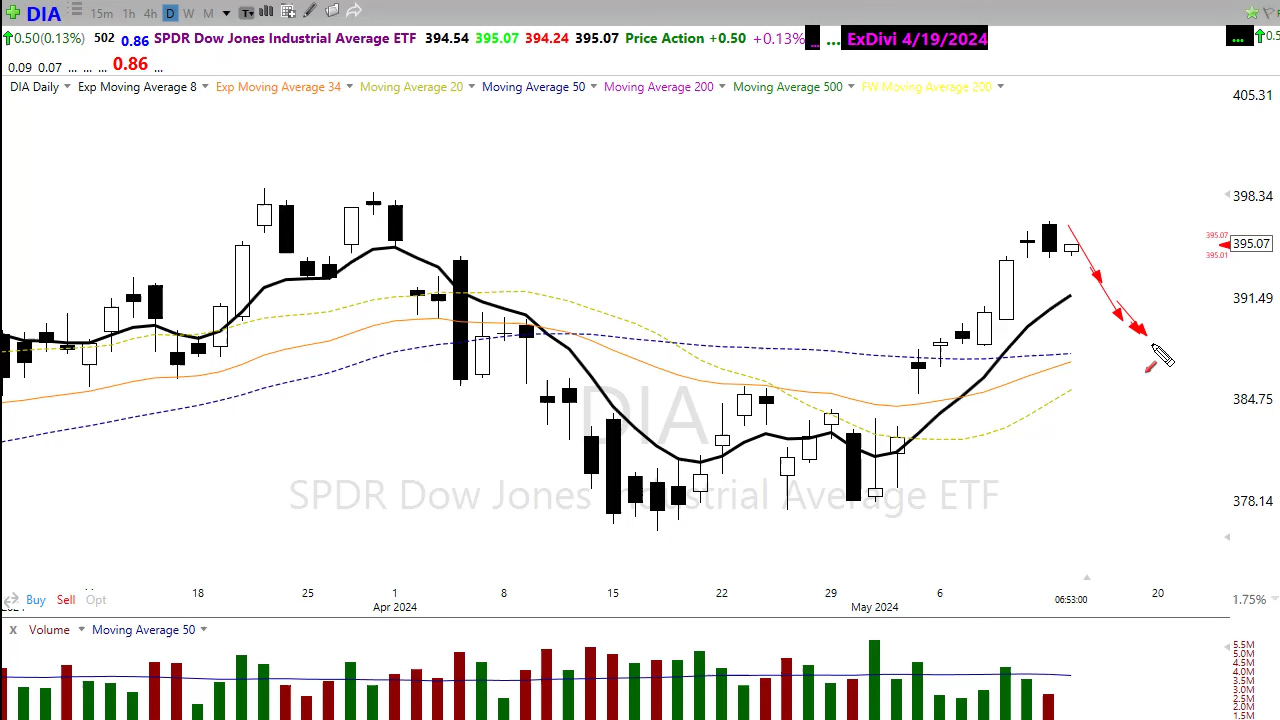 DIA 15m 1h 4h D W M
0.50(0.13%) 502 0.86 SPDR Dow Jones Industrial Average ETF 394.54 395.07 394.24 395.07 Price Action +0.50 +0.13% ... ... ExDivi 4/19/2024 ...
0.09 0.07 ... ... ... 0.86 ...
DIA Daily Exp Moving Average 8 Exp Moving Average 34 Moving Average 20 Moving Average 50 Moving Average 200 Moving Average 500 FW Moving Average 200
405.31
398.34
395.07
395.07
395.01
391.49
384.75
378.14
DIA
SPDR Dow Jones Industrial Average ETF
Buy Sell Opt
18 25 1 8 15 22 29 6 06:53:00 20 1.75%
Apr 2024 May 2024
X Volume Moving Average 50
5.5M
5.0M
4.5M
4.0M
3.5M
3.0M
2.5M
2.0M
1.5M